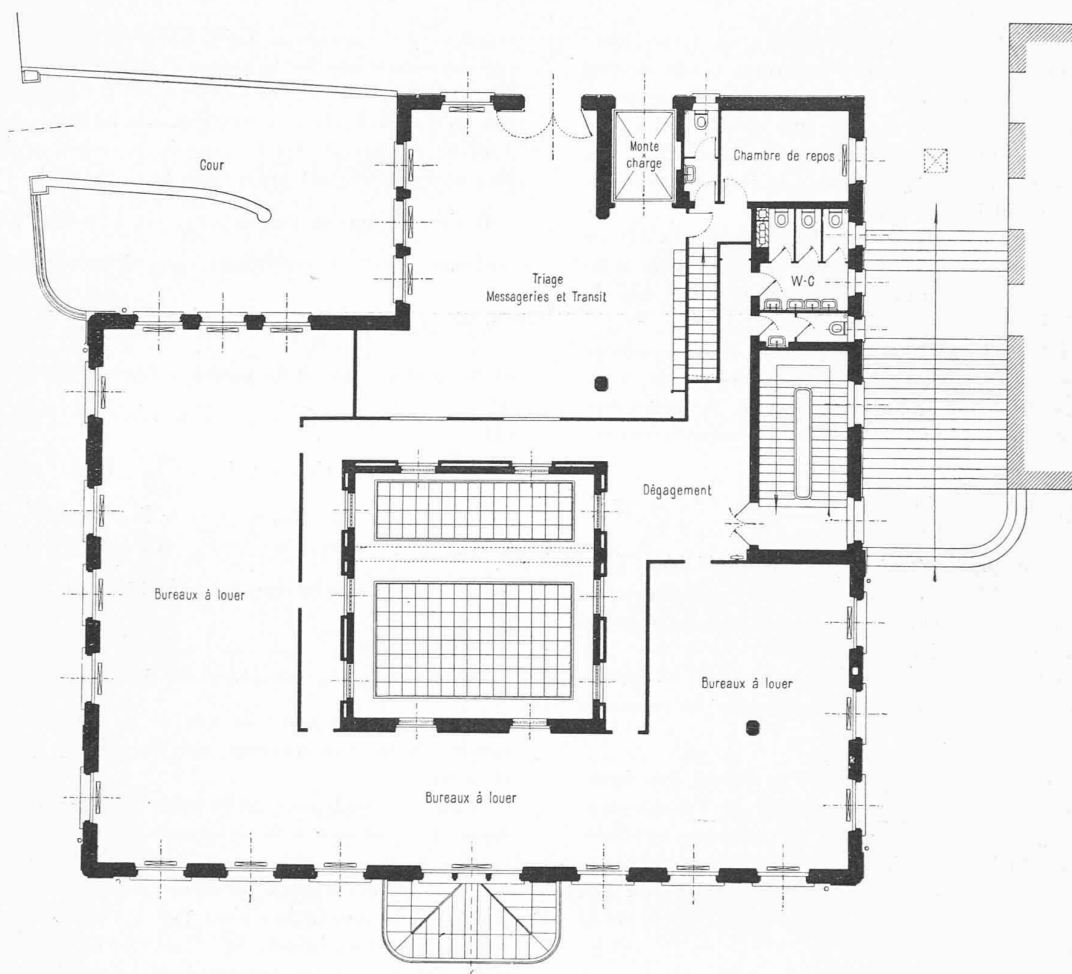 Cour
Monte
charge
Chambre de repos
W-C
Triage
Messageries et Transit
Dégagement
Bureaux à louer
Bureaux à louer
Bureaux à louer